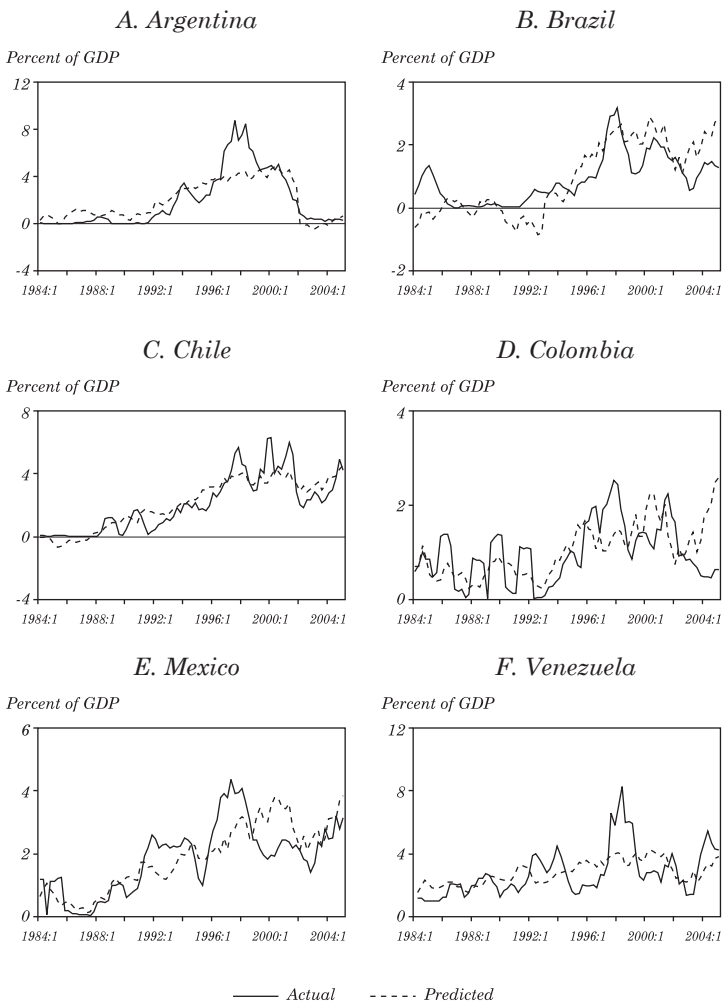 A. Argentina
Percent of GDP
12
8
4
0
-4
1984:1 1988:1 1992:1 1996:1 2000:1 2004:1
B. Brazil
Percent of GDP
4
2
0
-2
1984:1 1988:1 1992:1 1996:1 2000:1 2004:1
C. Chile
Percent of GDP
8
4
0
-4
1984:1 1988:1 1992:1 1996:1 2000:1 2004:1
D. Colombia
Percent of GDP
4
2
0
1984:1 1988:1 1992:1 1996:1 2000:1 2004:1
E. Mexico
Percent of GDP
6
4
2
0
1984:1 1988:1 1992:1 1996:1 2000:1 2004:1
F. Venezuela
Percent of GDP
12
8
4
0
1984:1 1988:1 1992:1 1996:1 2000:1 2004:1
Actual Predicted